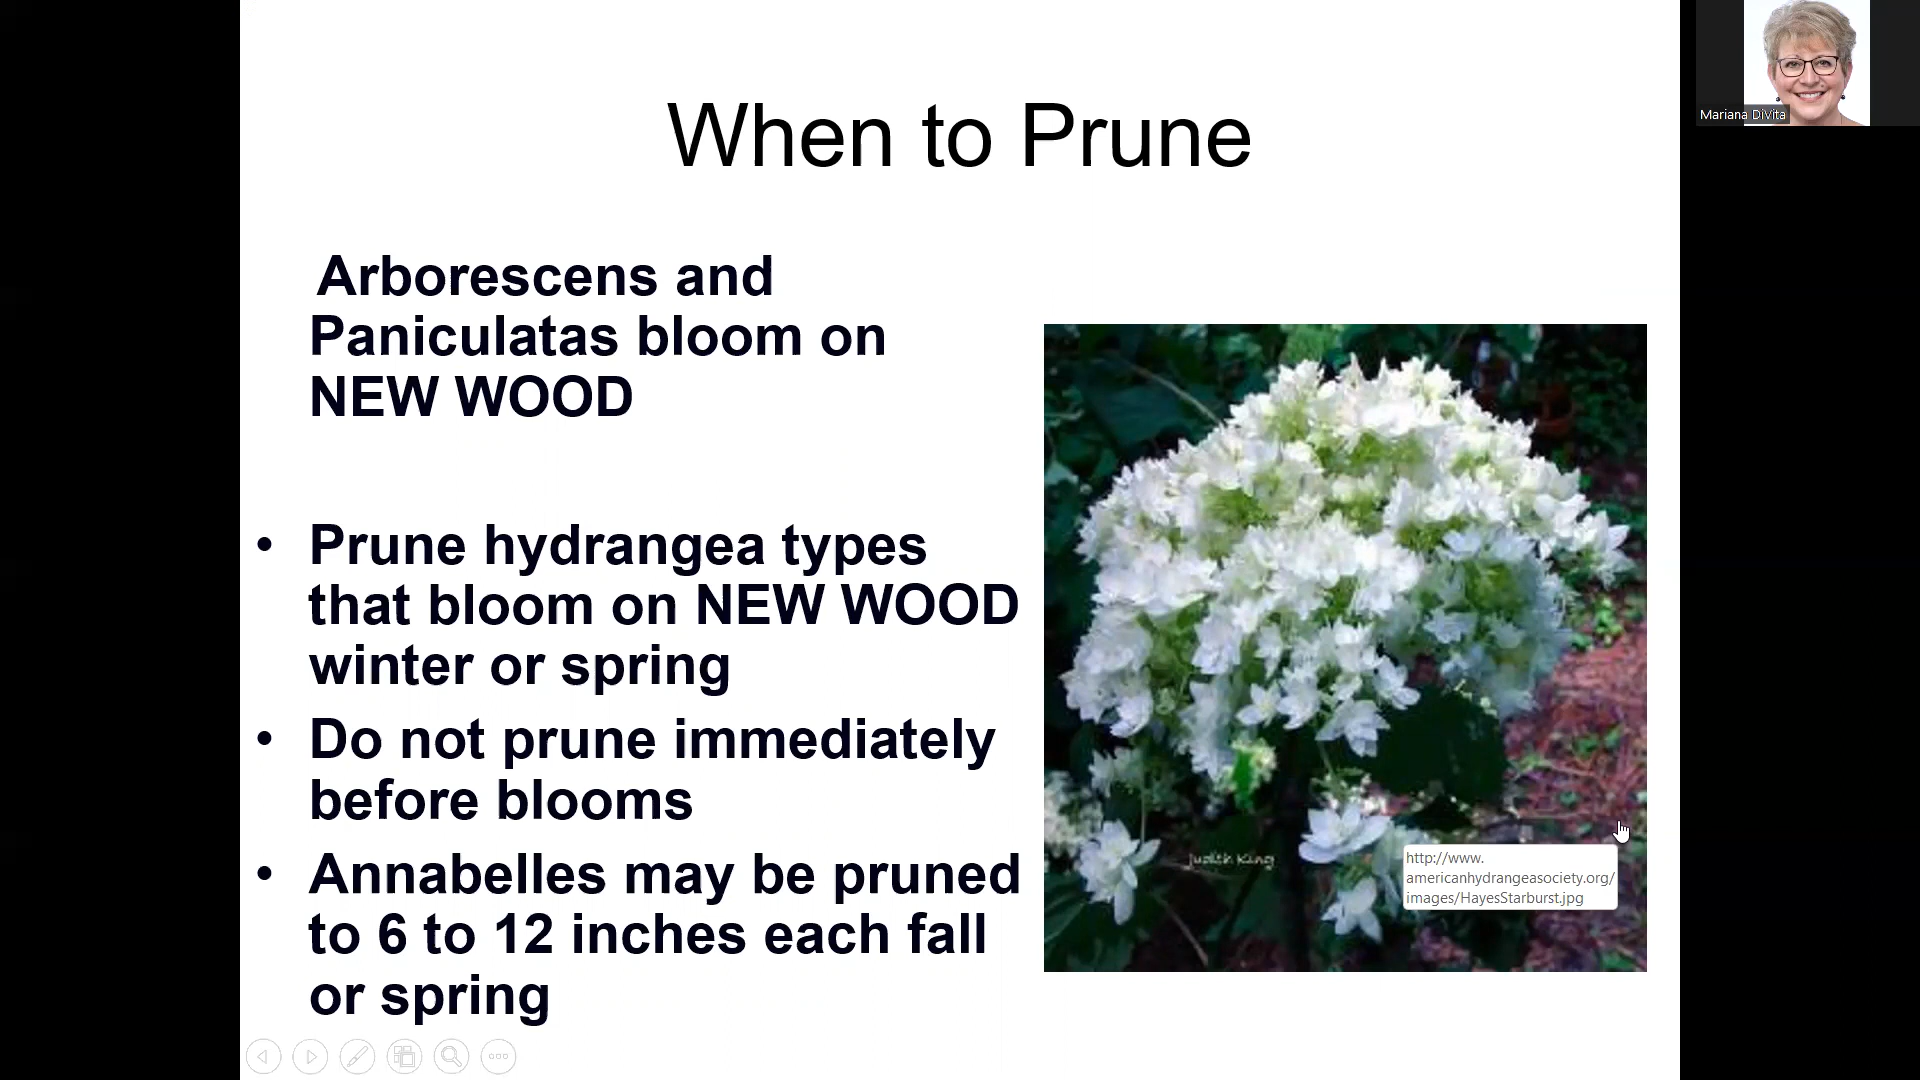 When to Prune
Mariana DiVita
Arborescens and
Paniculatas bloom on
NEW WOOD
• Prune hydrangea types
that bloom on NEW WOOD
winter or spring
• Do not prune immediately
before blooms
• Annabelles may be pruned
to 6 to 12 inches each fall
or spring
Judith King
http://www.
americanhydrangeasociety.org/
images/HayesStarburst.jpg